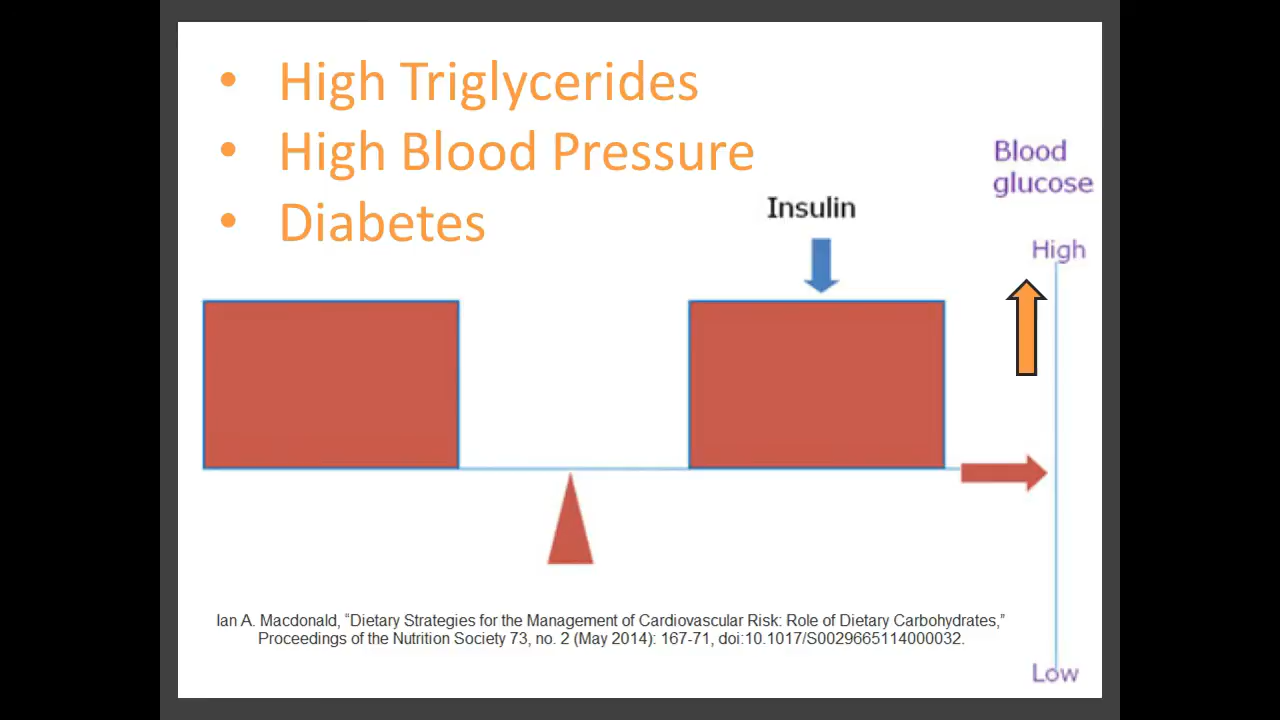 • High Triglycerides
• High Blood Pressure
• Diabetes
Blood
glucose
Insulin
High
Ian A. Macdonald, “Dietary Strategies for the Management of Cardiovascular Risk: Role of Dietary Carbohydrates,”
Proceedings of the Nutrition Society 73, no. 2 (May 2014): 167-71, doi:10.1017/S0029665114000032.
Low